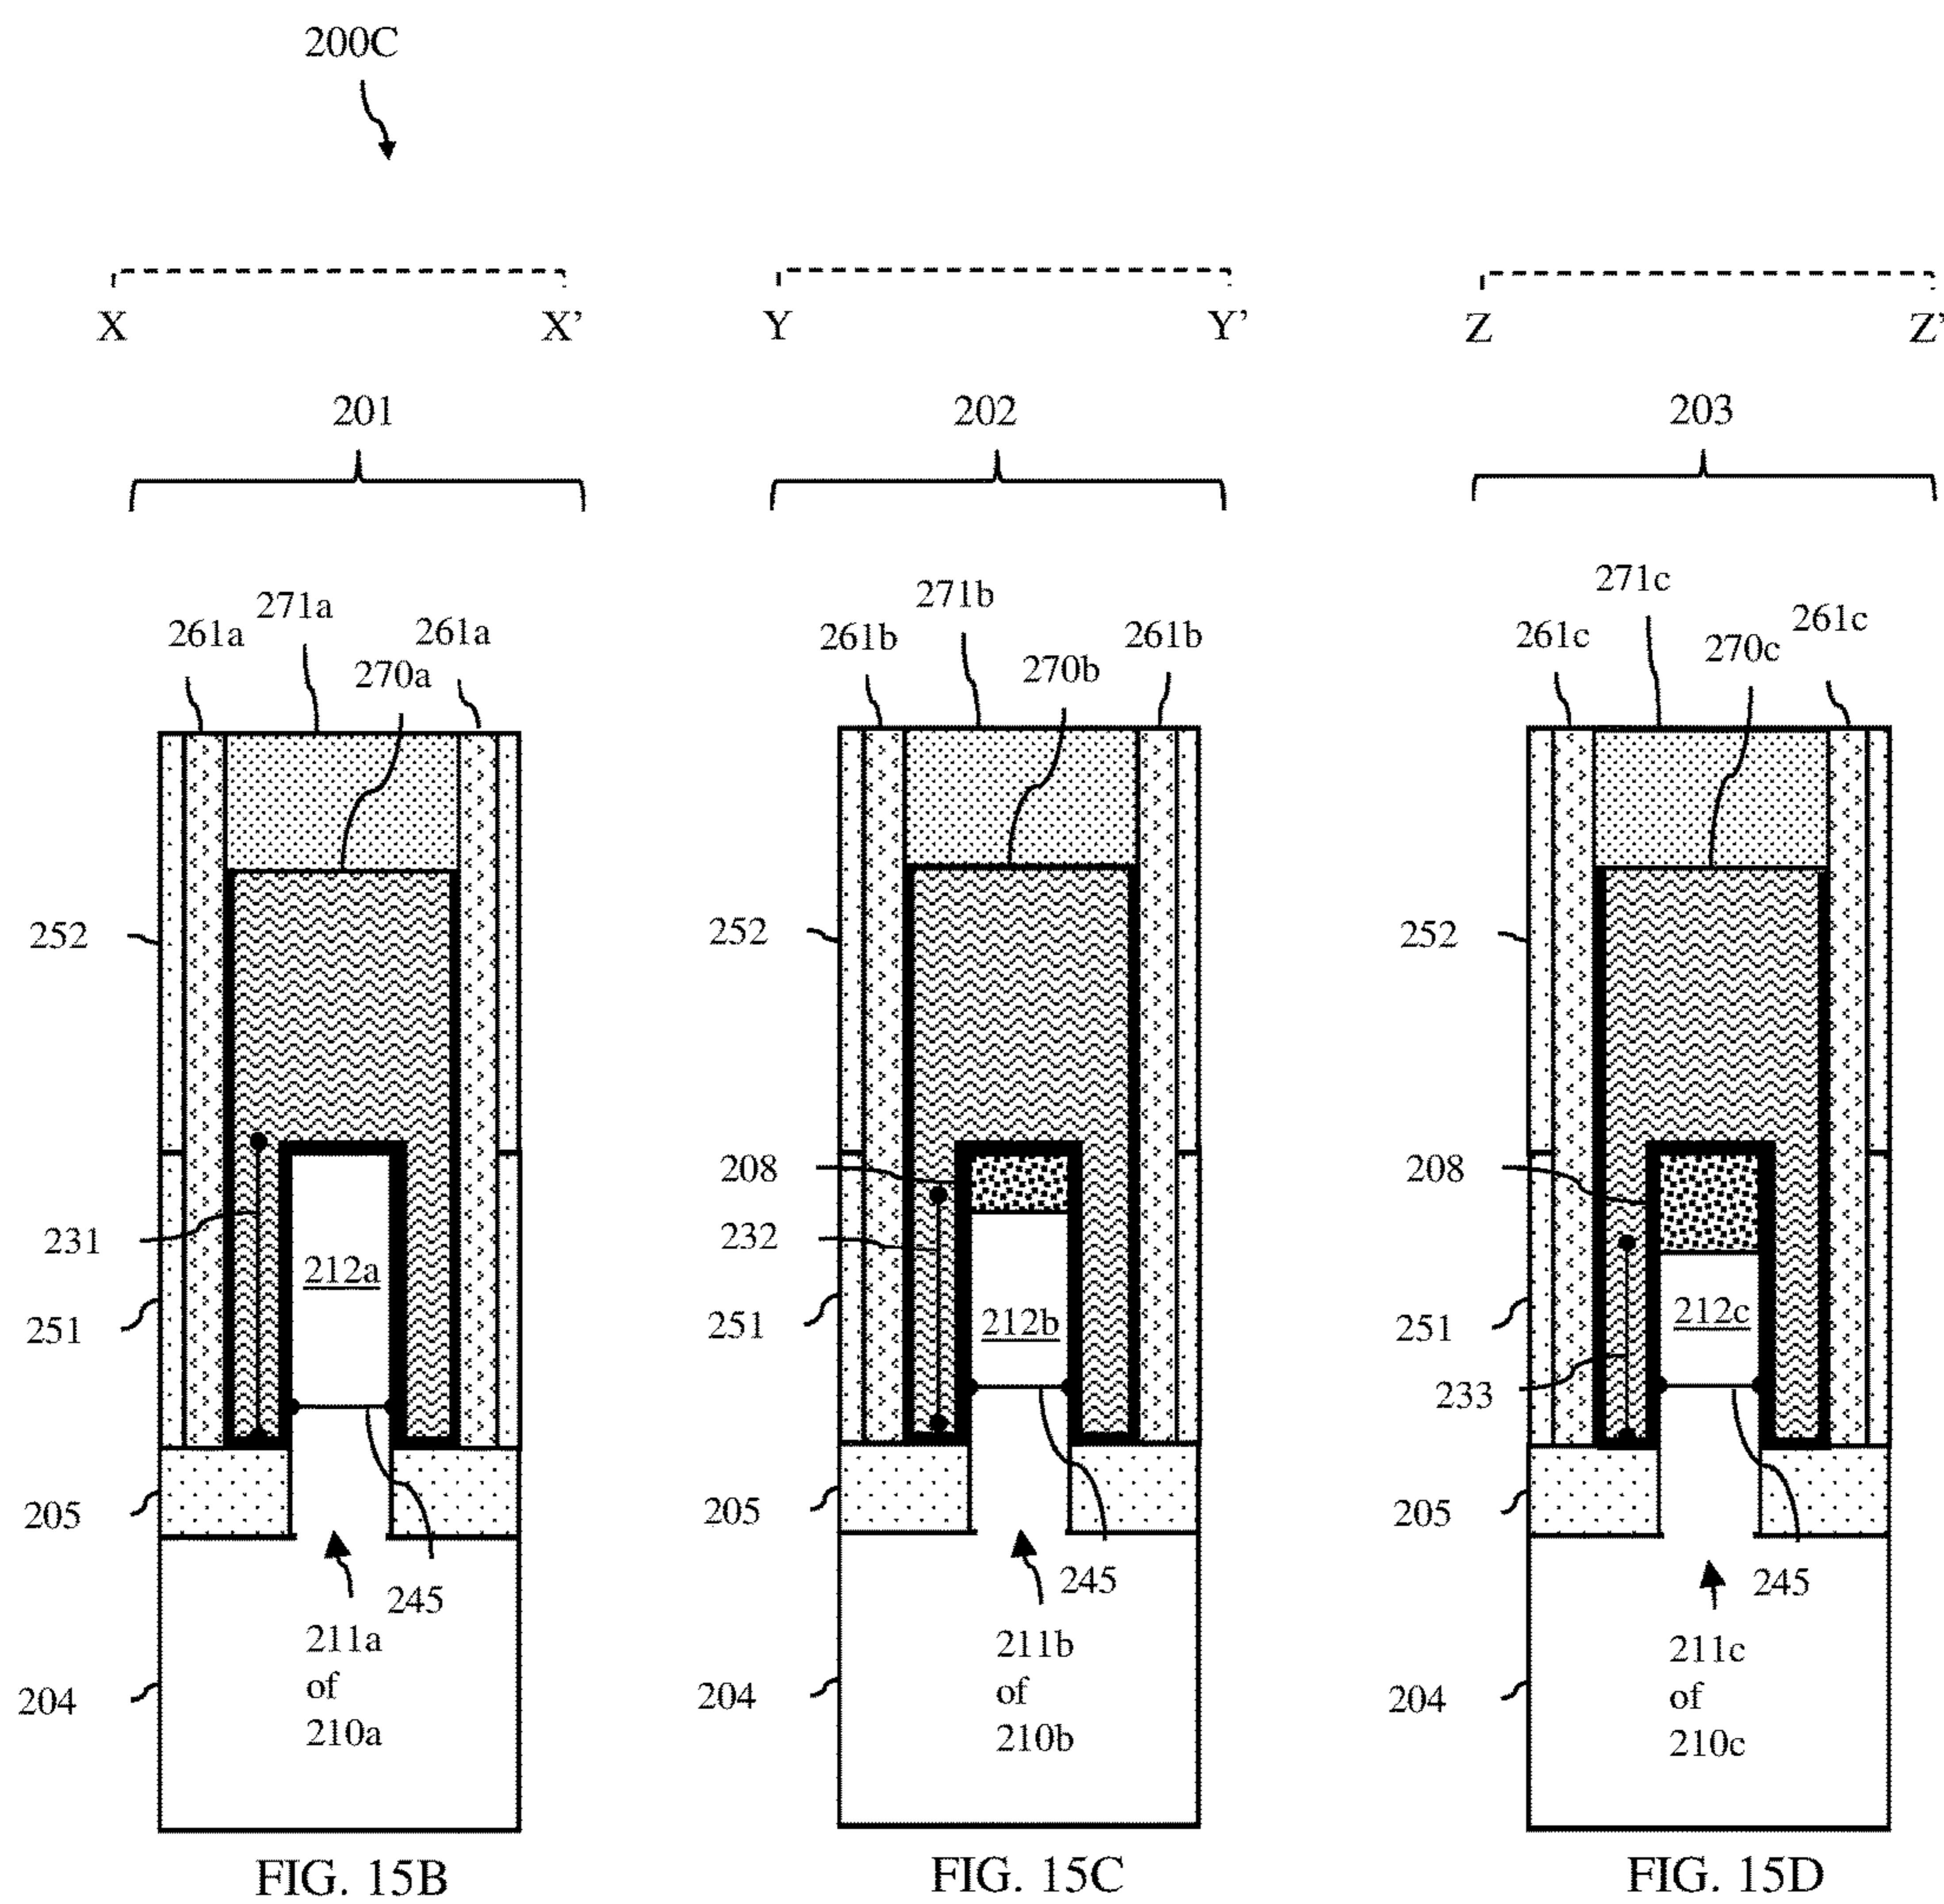 200C
X X' Y Y' Z Z'
201 202 203
261a 271a 270a 261a
261b 271b 270b 261b
261c 271c 270c 261c
252 252 252
208 208
231 232 233
212a 212b 212c
251 251 251
205 205 205
245 245 245
211a
of
210a
211b
of
210b
211c
of
210c
204 204 204
FIG. 15B FIG. 15C FIG. 15D